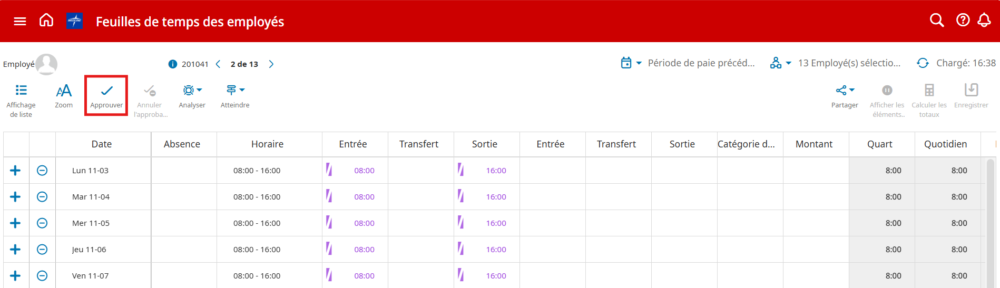 MEDLINE
Feuilles de temps des employés
Employé
201041
2 de 13
Période de paie précéd...
13 Employé(s) sélectio...
Chargé: 16:38
Affichage de liste
Zoom
Approuver
Annuler l'approba...
Analyser
Atteindre
Partager
Afficher les éléments..
Calculer les totaux
Enregistrer
Date Absence Horaire Entrée Transfert Sortie Entrée Transfert Sortie Catégorie d... Montant Quart Quotidien
Lun 11-03 08:00 - 16:00 08:00 16:00 8:00 8:00
Mar 11-04 08:00 - 16:00 08:00 16:00 8:00 8:00
Mer 11-05 08:00 - 16:00 08:00 16:00 8:00 8:00
Jeu 11-06 08:00 - 16:00 08:00 16:00 8:00 8:00
Ven 11-07 08:00 - 16:00 08:00 16:00 8:00 8:00